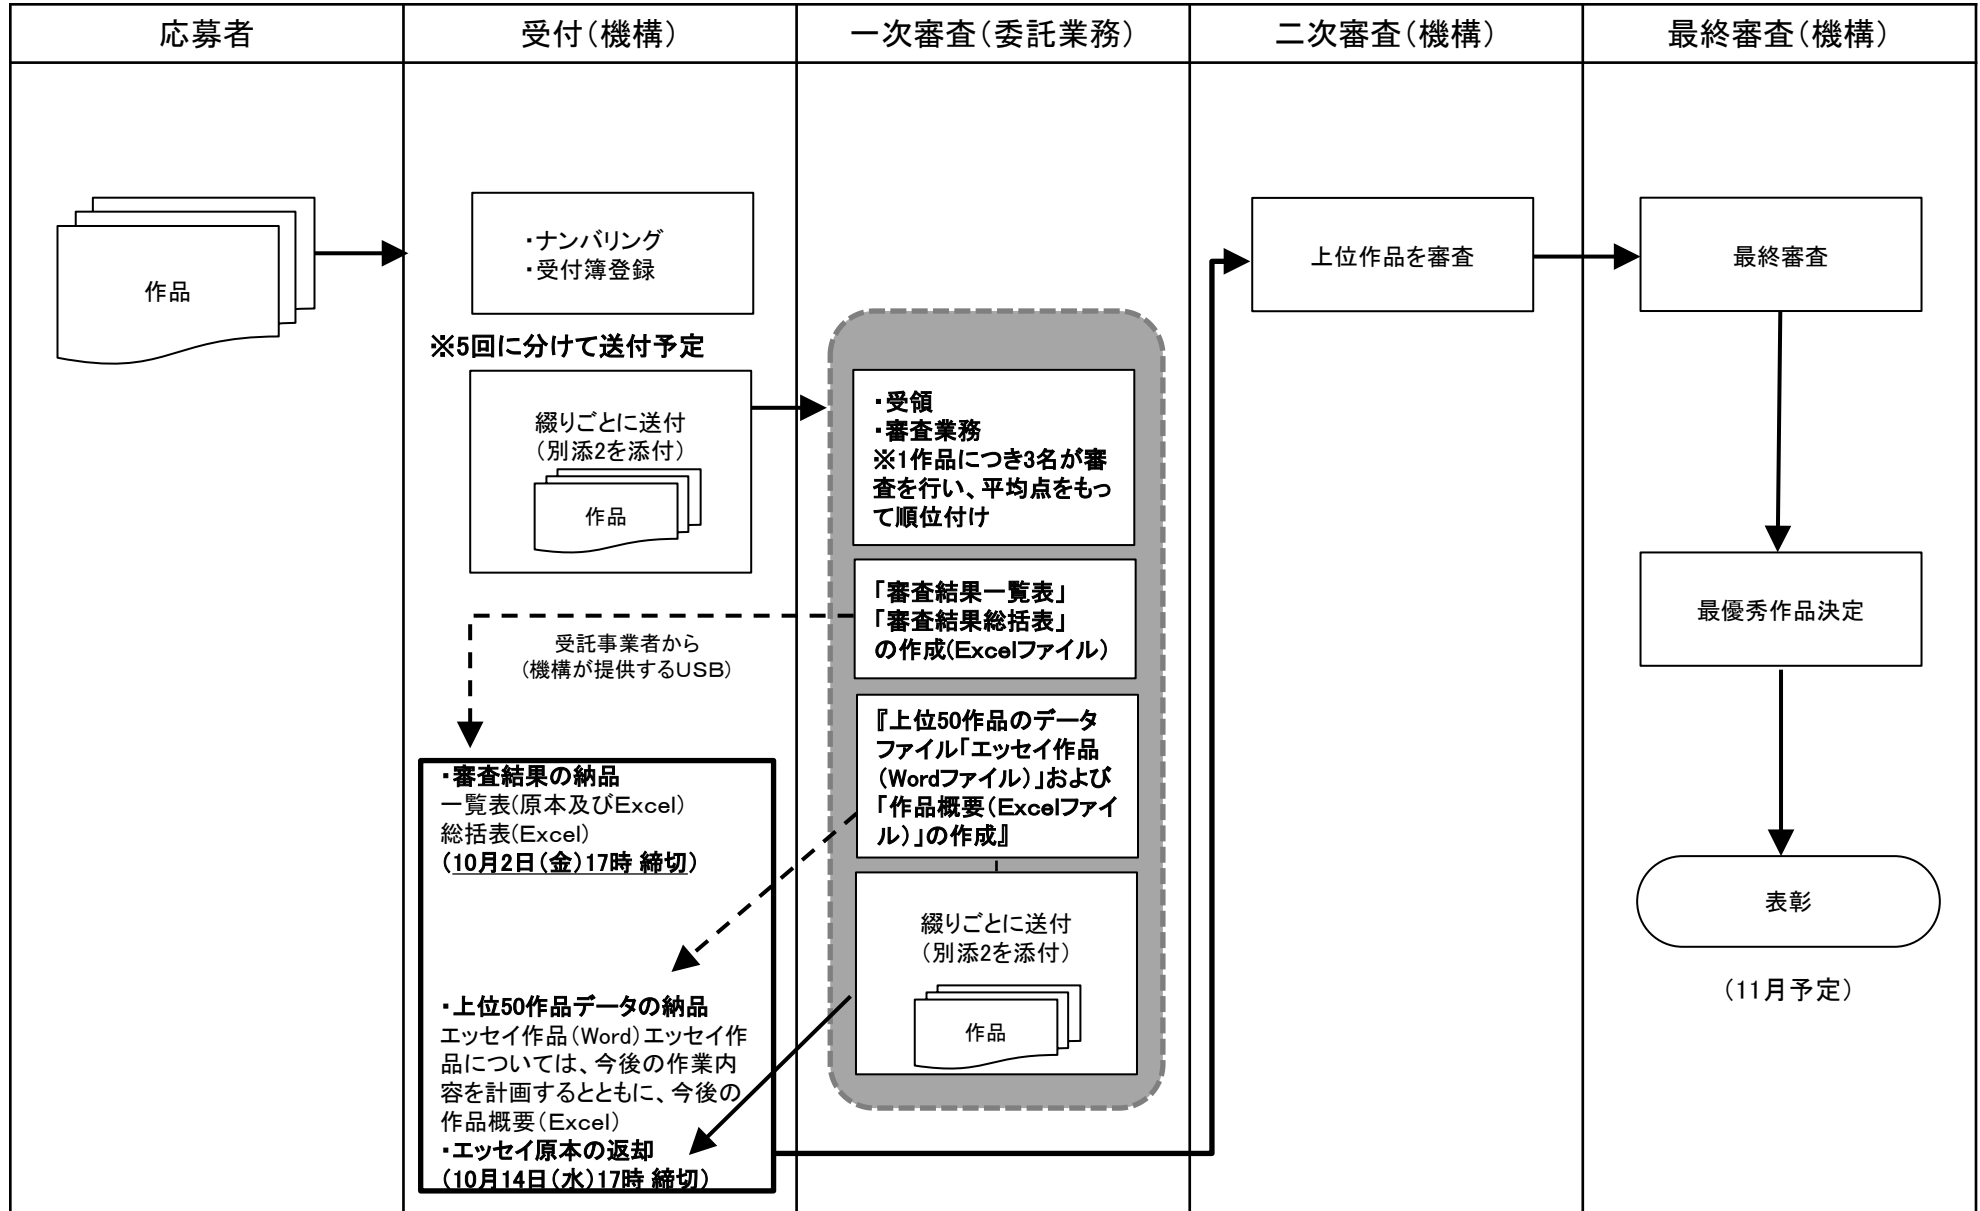 応募者
受付（機構）
一次審査（委託業務）
二次審査（機構）
最終審査（機構）
作品
・ナンバリング
・受付簿登録
※5回に分けて送付予定
綴りごとに送付
（別添2を添付）
作品
受託事業者から
（機構が提供するUSB）
・審査結果の納品
一覧表(原本及びExcel)
総括表(Excel)
（10月2日（金）17時 締切）
・上位50作品データの納品
エッセイ作品（Word）エッセイ作
品については、今後の作業内
容を計画するとともに、今後の
作品概要（Excel）
・エッセイ原本の返却
（10月14日（水）17時 締切）
・受領
・審査業務
※1作品につき3名が審
査を行い、平均点をもっ
て順位付け
「審査結果一覧表」
「審査結果総括表」
の作成(Excelファイル)
『上位50作品のデータ
ファイル「エッセイ作品
（Wordファイル）」および
「作品概要（Excelファイ
ル）」の作成』
綴りごとに送付
（別添2を添付）
作品
上位作品を審査
最終審査
最優秀作品決定
表彰
（11月予定）